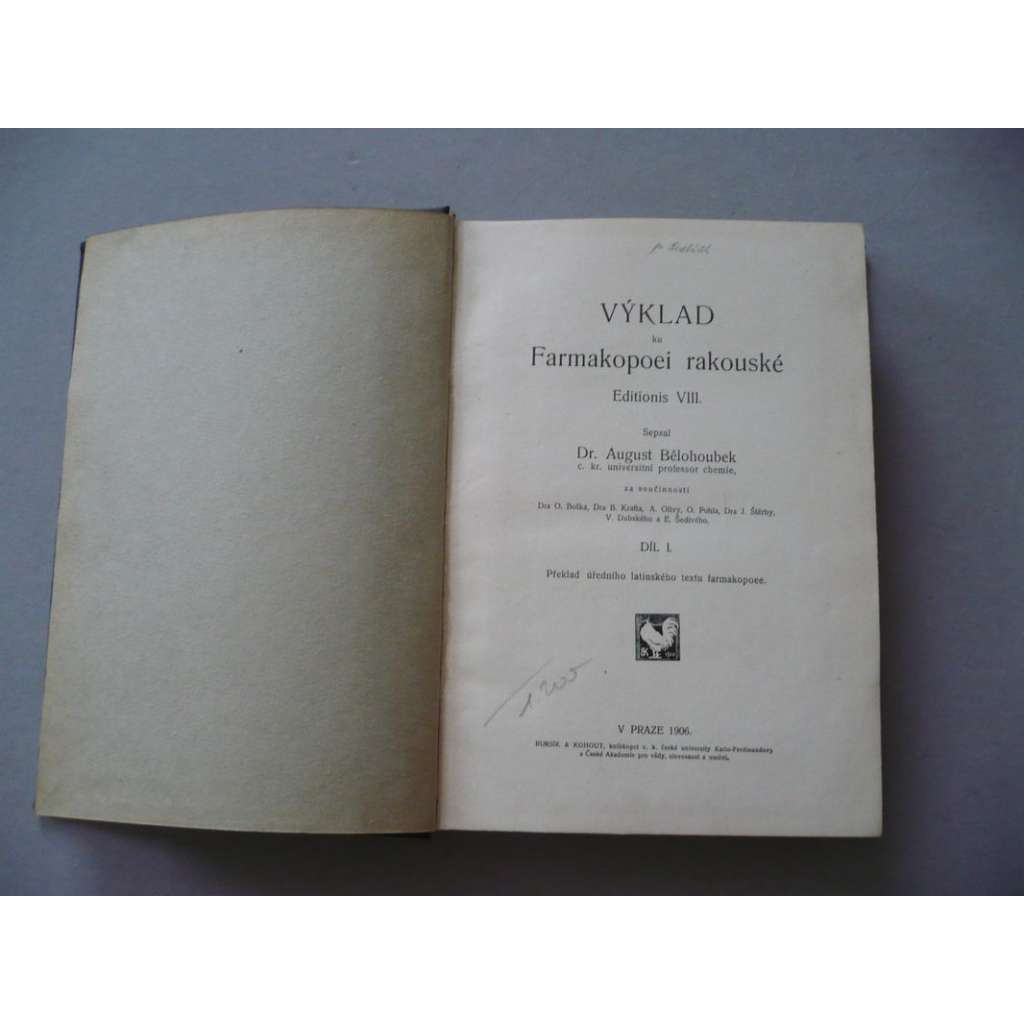 VÝKLAD
ku
Farmakopoei rakouské
Editionis VIII.
Sepsal
Dr. August Bělohoubek
c. kr. universitní professor chemie,
za součinnosti
Dra O. Boška, Dra B. Krafta, A. Olivy, O. Pohla, Dra J. Štěrby,
V. Dubského a E. Šedivého.
DÍL I.
Překlad úředního latinského textu farmakopoee.
V PRAZE 1906.
BURSÍK & KOHOUT, knihkupci c. k. české university Karlo-Ferdinandovy
a České Akademie pro vědy, slovesnost a umění.